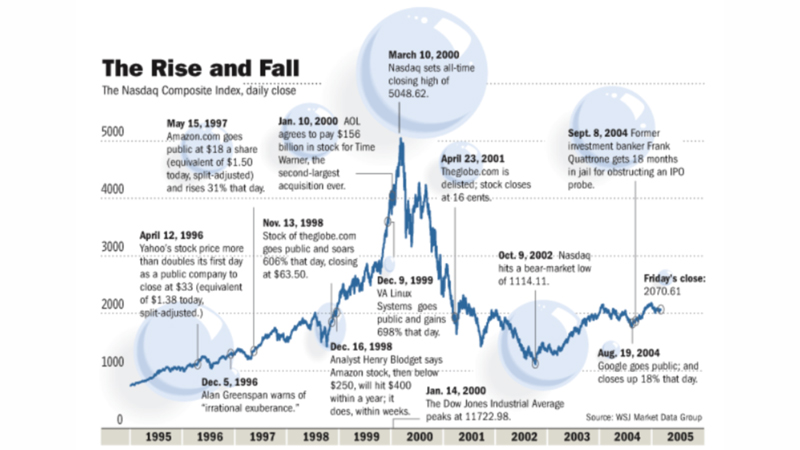 The Rise and Fall
The Nasdaq Composite Index, daily close
March 10, 2000
Nasdaq sets all-time
closing high of
5048.62.
May 15, 1997
Amazon.com goes
public at $18 a share
(equivalent of $1.50
today, split-adjusted)
and rises 31% that day.
Jan. 10, 2000 AOL
agrees to pay $156
billion in stock for Time
Warner, the
second-largest
acquisition ever.
April 23, 2001
Theglobe.com is
delisted; stock closes
at 16 cents.
Sept. 8, 2004 Former
investment banker Frank
Quattrone gets 18 months
in jail for obstructing an IPO
probe.
April 12, 1996
Yahoo's stock price more
than doubles its first day
as a public company to
close at $33 (equivalent
of $1.38 today,
split-adjusted.)
Nov. 13, 1998
Stock of theglobe.com
goes public and soars
606% that day, closing
at $63.50.
Dec. 9, 1999
VA Linux
Systems goes
public and gains
698% that day.
Oct. 9, 2002 Nasdaq
hits a bear-market low
of 1114.11.
Friday's close:
2070.61
Dec. 5, 1996
Alan Greenspan warns of
"irrational exuberance."
Dec. 16, 1998
Analyst Henry Blodget says
Amazon stock, then below
$250, will hit $400
within a year; it
does, within weeks.
Jan. 14, 2000
The Dow Jones Industrial Average
peaks at 11722.98.
Aug. 19, 2004
Google goes public; and
closes up 18% that day.
Source: WSJ Market Data Group
5000
4000
3000
2000
1000
0
1995 1996 1997 1998 1999 2000 2001 2002 2003 2004 2005